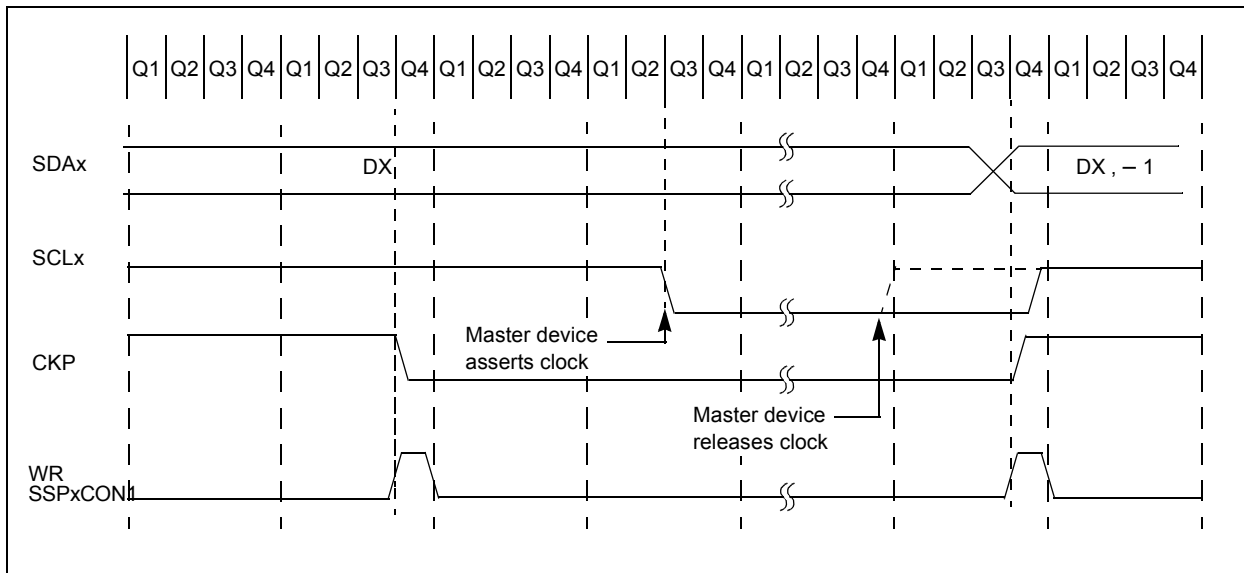 Q1 Q2 Q3 Q4 Q1 Q2 Q3 Q4 Q1 Q2 Q3 Q4 Q1 Q2 Q3 Q4 Q1 Q2 Q3 Q4 Q1 Q2 Q3 Q4 Q1 Q2 Q3 Q4
SDAx
DX
DX , – 1
SCLx
Master device
asserts clock
CKP
Master device
releases clock
WR
SSPxCON1